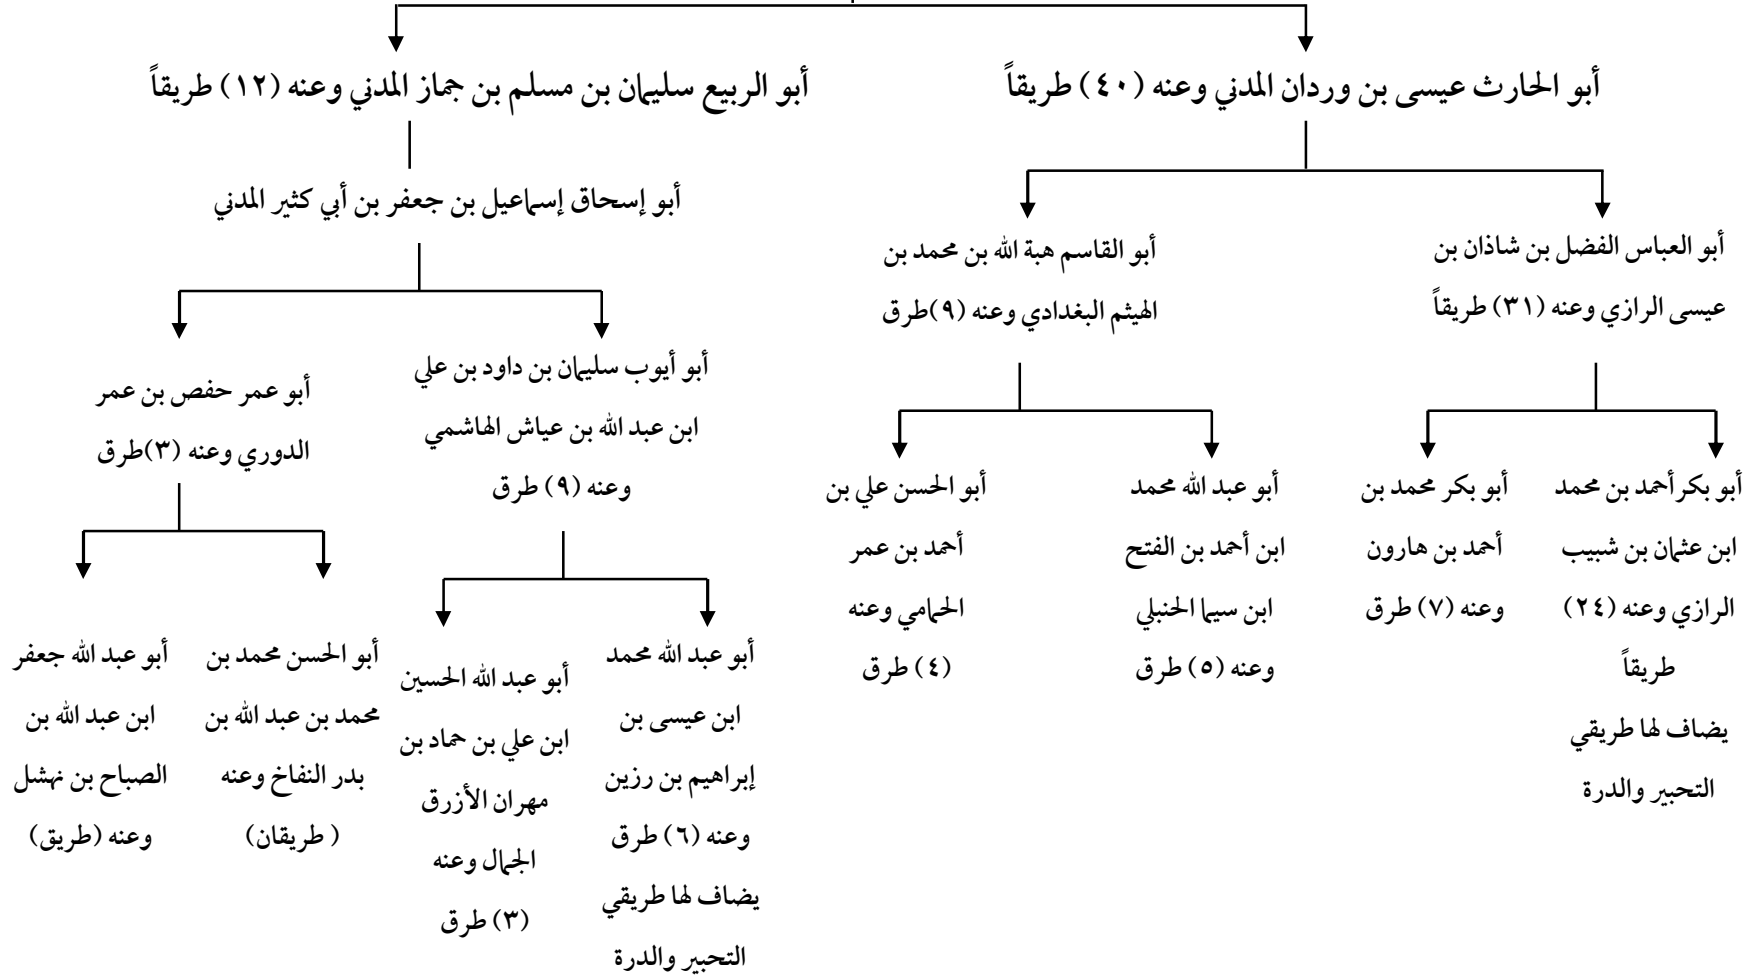 أبو الحارث عيسى بن وردان المدني وعنه (٤٠) طريقاً
أبو الربيع سليمان بن مسلم بن جماز المدني وعنه (١٢) طريقاً
أبو العباس الفضل بن شاذان بن
عيسى الرازي وعنه (٣١) طريقاً
أبو القاسم هبة الله بن محمد بن
الهيثم البغدادي وعنه (٩)طرق
أبو إسحاق إسماعيل بن جعفر بن أبي كثير المدني
أبو بكر أحمد بن محمد
ابن عثمان بن شبيب
الرازي وعنه (٢٤)
طريقاً
يضاف لها طريقي
التحبير والدرة
أبو بكر محمد بن
أحمد بن هارون
وعنه (٧) طرق
أبو عبد الله محمد
ابن أحمد بن الفتح
ابن سيما الحنبلي
وعنه (٥) طرق
أبو الحسن علي بن
أحمد بن عمر
الحمامي وعنه
(٤) طرق
أبو أيوب سليمان بن داود بن علي
ابن عبد الله بن عياش الهاشمي
وعنه (٩) طرق
أبو عمر حفص بن عمر
الدوري وعنه (٣)طرق
أبو عبد الله محمد
ابن عيسى بن
إبراهيم بن رزين
وعنه (٦) طرق
يضاف لها طريقي
التحبير والدرة
أبو عبد الله الحسين
ابن علي بن حماد بن
مهران الأزرق
الجمال وعنه
(٣) طرق
أبو الحسن محمد بن
محمد بن عبد الله بن
بدر النفاخ وعنه
( طريقان)
أبو عبد الله جعفر
ابن عبد الله بن
الصباح بن نهشل
وعنه (طريق)